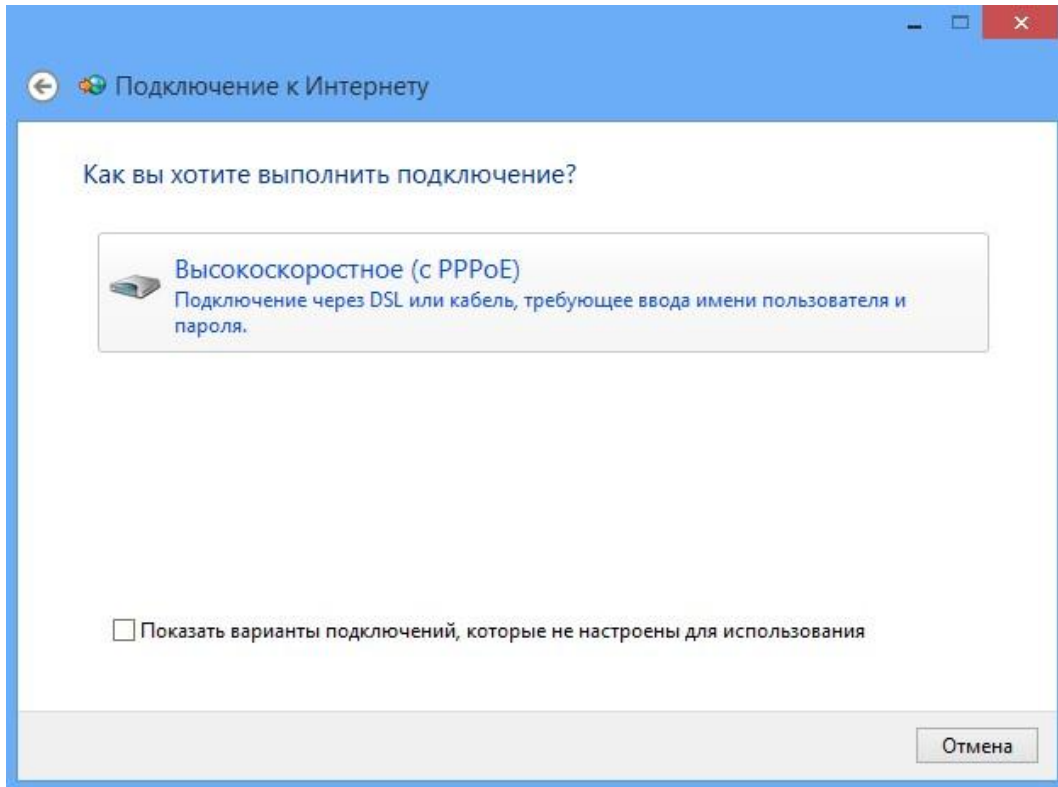 Подключение к Интернету
Как вы хотите выполнить подключение?
Высокоскоростное (с PPPoE)
Подключение через DSL или кабель, требующее ввода имени пользователя и
пароля.
Показать варианты подключений, которые не настроены для использования
Отмена